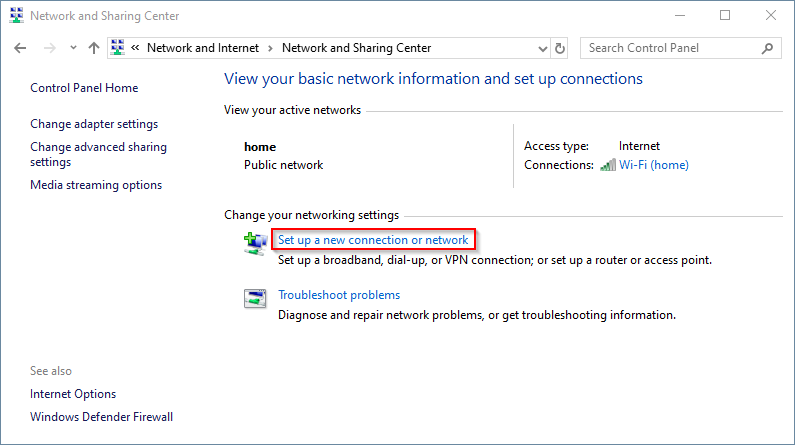 Network and Sharing Center
« Network and Internet > Network and Sharing Center
Search Control Panel
Control Panel Home
Change adapter settings
Change advanced sharing
settings
Media streaming options
See also
Internet Options
Windows Defender Firewall
View your basic network information and set up connections
View your active networks
home
Public network
Access type: Internet
Connections: Wi-Fi (home)
Change your networking settings
Set up a new connection or network
Set up a broadband, dial-up, or VPN connection; or set up a router or access point.
Troubleshoot problems
Diagnose and repair network problems, or get troubleshooting information.